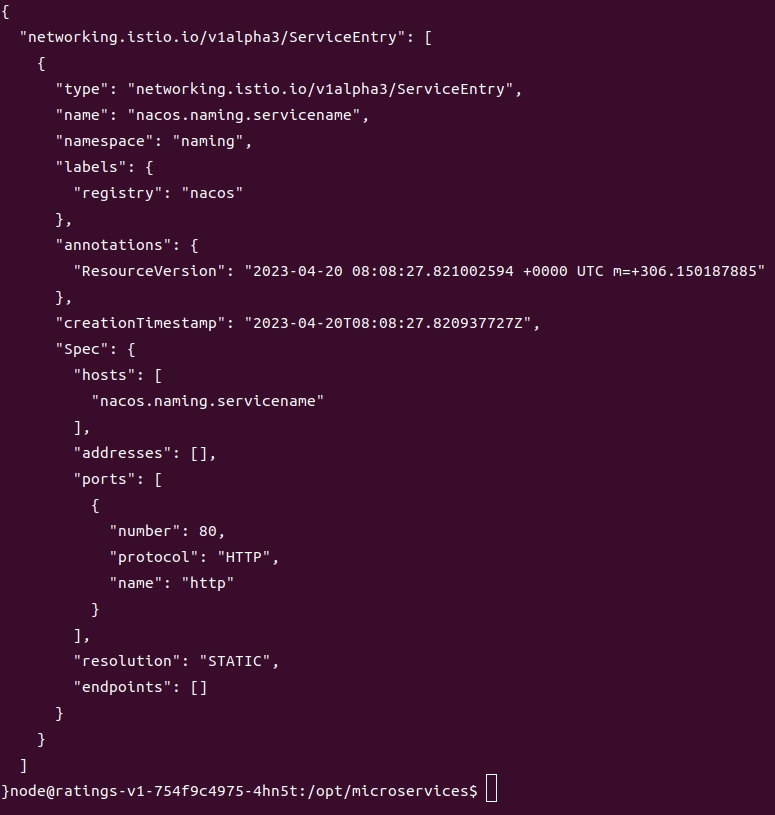 {
  "networking.istio.io/v1alpha3/ServiceEntry": [
    {
      "type": "networking.istio.io/v1alpha3/ServiceEntry",
      "name": "nacos.naming.servicename",
      "namespace": "naming",
      "labels": {
        "registry": "nacos"
      },
      "annotations": {
        "ResourceVersion": "2023-04-20 08:08:27.821002594 +0000 UTC m=+306.150187885"
      },
      "creationTimestamp": "2023-04-20T08:08:27.820937727Z",
      "Spec": {
        "hosts": [
          "nacos.naming.servicename"
        ],
        "addresses": [],
        "ports": [
          {
            "number": 80,
            "protocol": "HTTP",
            "name": "http"
          }
        ],
        "resolution": "STATIC",
        "endpoints": []
      }
    }
  ]
}node@ratings-v1-754f9c4975-4hn5t:/opt/microservices$